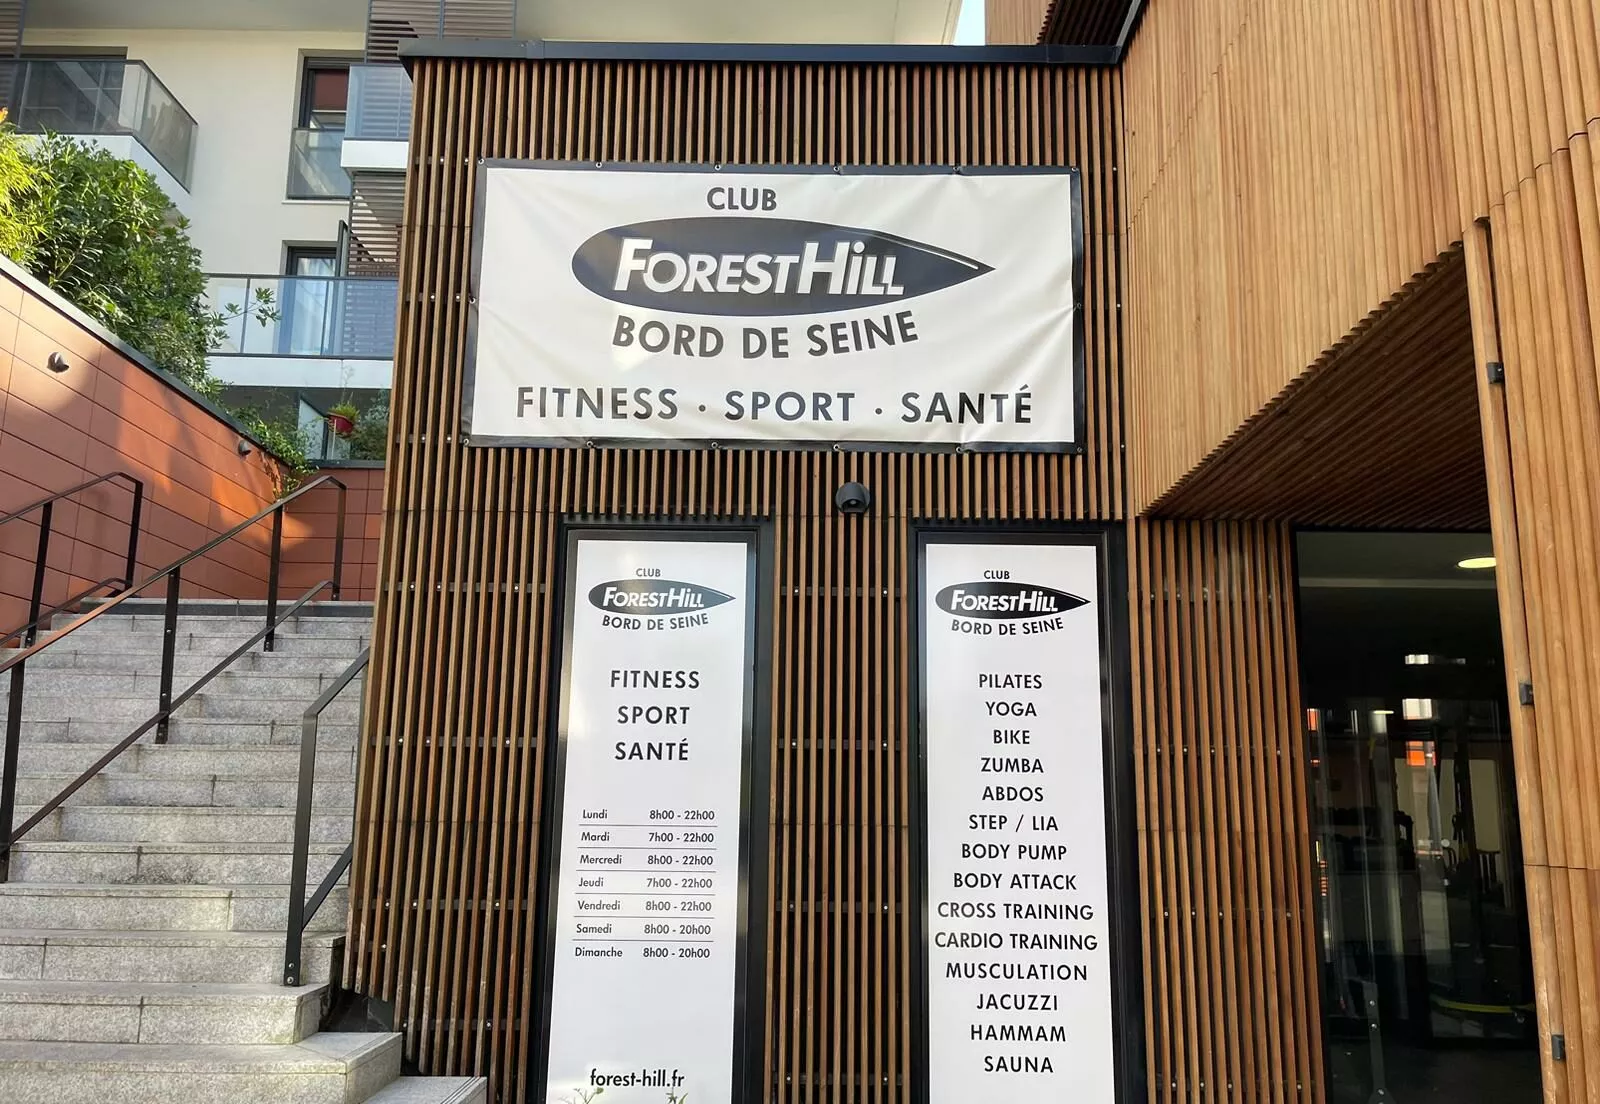 CLUB
FORESTHiLL
BORD DE SEINE
FITNESS · SPORT · SANTÉ
CLUB
FORESTHiLL
BORD DE SEINE
FITNESS
SPORT
SANTÉ
Lundi 8h00 - 22h00
Mardi 7h00 - 22h00
Mercredi 8h00 - 22h00
Jeudi 7h00 - 22h00
Vendredi 8h00 - 22h00
Samedi 8h00 - 20h00
Dimanche 8h00 - 20h00
forest-hill.fr
CLUB
FORESTHiLL
BORD DE SEINE
PILATES
YOGA
BIKE
ZUMBA
ABDOS
STEP / LIA
BODY PUMP
BODY ATTACK
CROSS TRAINING
CARDIO TRAINING
MUSCULATION
JACUZZI
HAMMAM
SAUNA